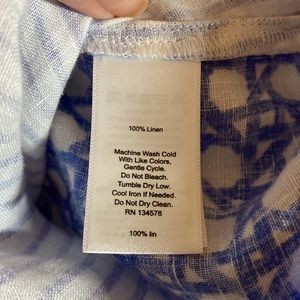 100% Linen
Machine Wash Cold
With Like Colors,
Gentle Cycle.
Do Not Bleach.
Tumble Dry Low.
Cool Iron if Needed.
Do Not Dry Clean.
RN 134578
100% lin